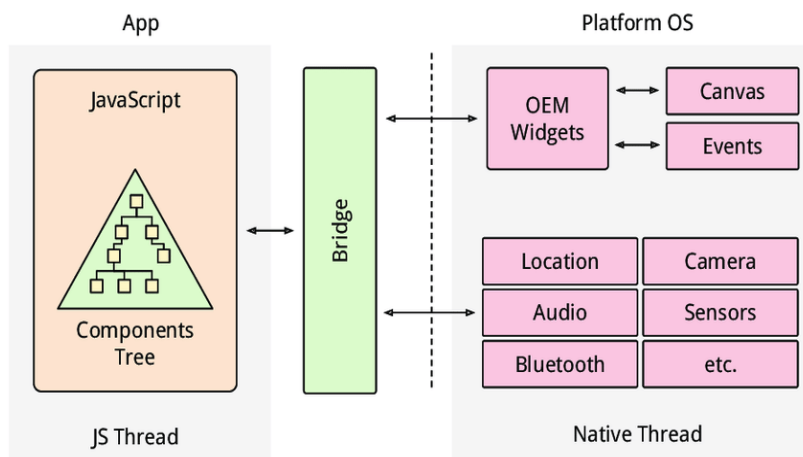 App
Platform OS
JavaScript
Components
Tree
JS Thread
Bridge
OEM
Widgets
Canvas
Events
Location
Camera
Audio
Sensors
Bluetooth
etc.
Native Thread